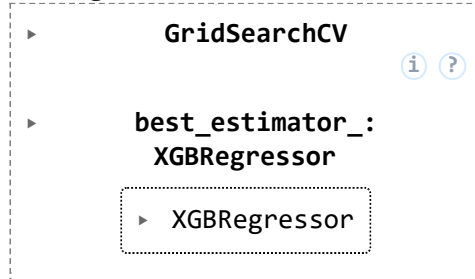 GridSearchCV
i ?
best_estimator_:
XGBRegressor
XGBRegressor